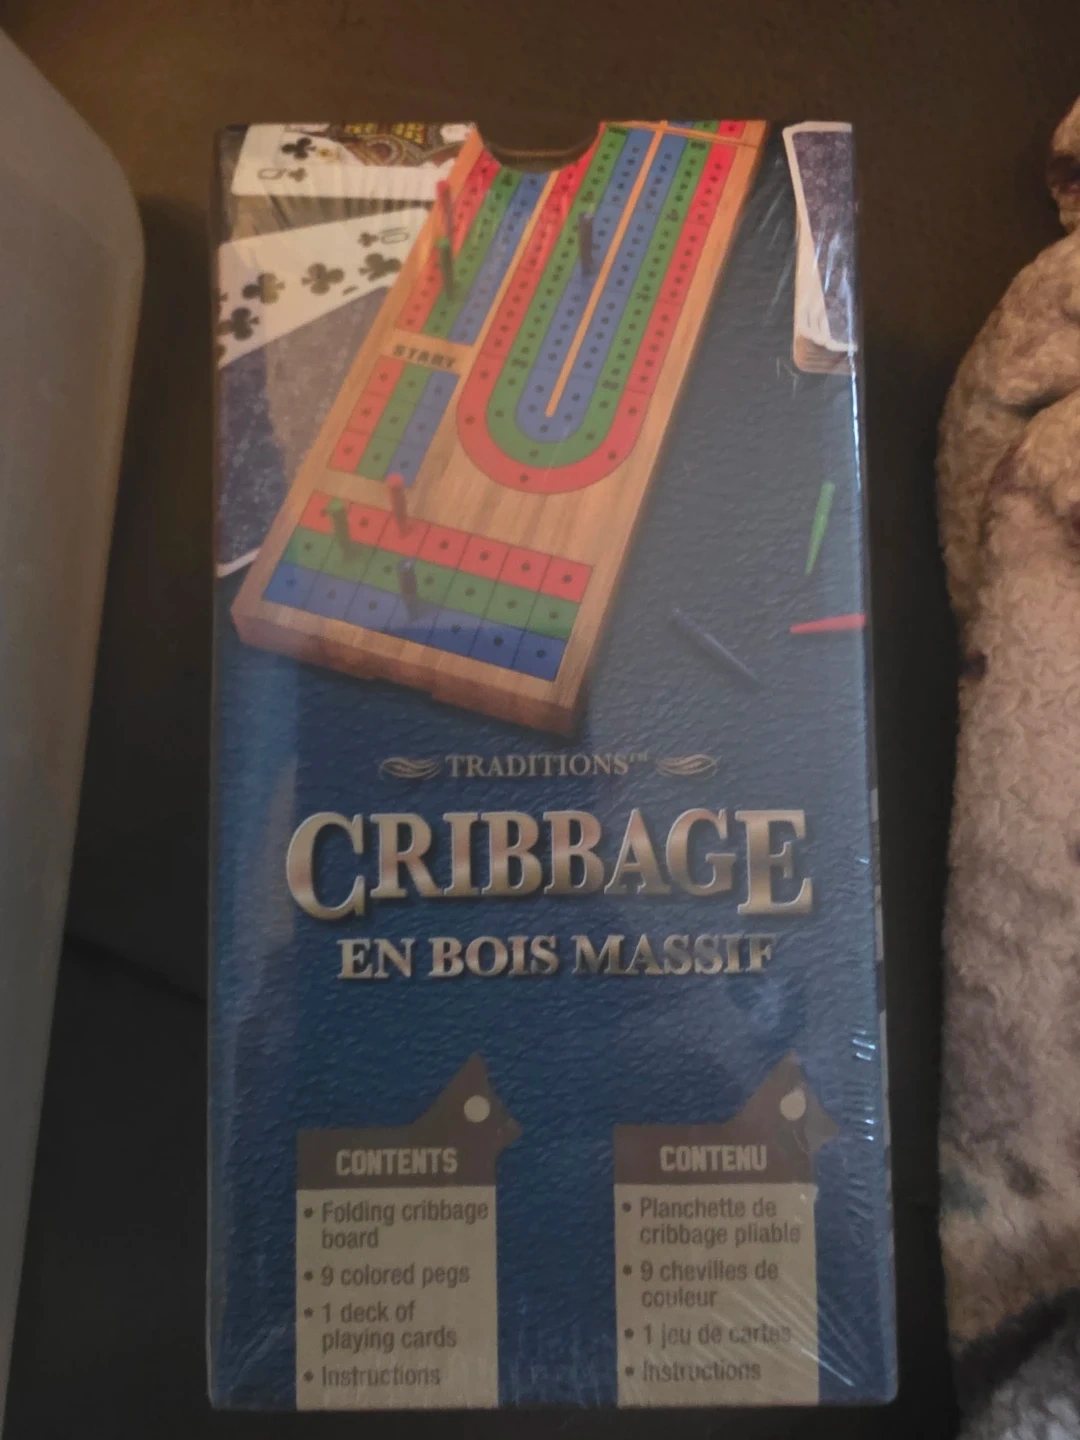 START
TRADITIONS™
CRIBBAGE
EN BOIS MASSIF
CONTENTS
• Folding cribbage
board
• 9 colored pegs
• 1 deck of
playing cards
• Instructions
CONTENU
• Planchette de
cribbage pliable
• 9 chevilles de
couleur
• 1 jeu de cartes
• Instructions